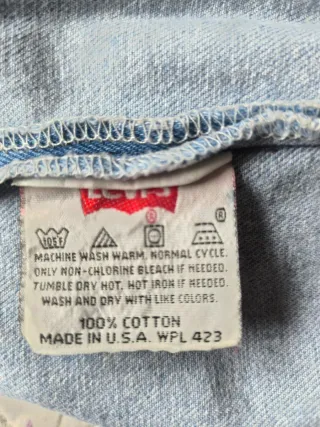 Levi's
®
®
105F
MACHINE WASH WARM, NORMAL CYCLE.
ONLY NON-CHLORINE BLEACH IF NEEDED.
TUMBLE DRY HOT, HOT IRON IF NEEDED.
WASH AND DRY WITH LIKE COLORS.
100% COTTON
MADE IN U.S.A. WPL 423